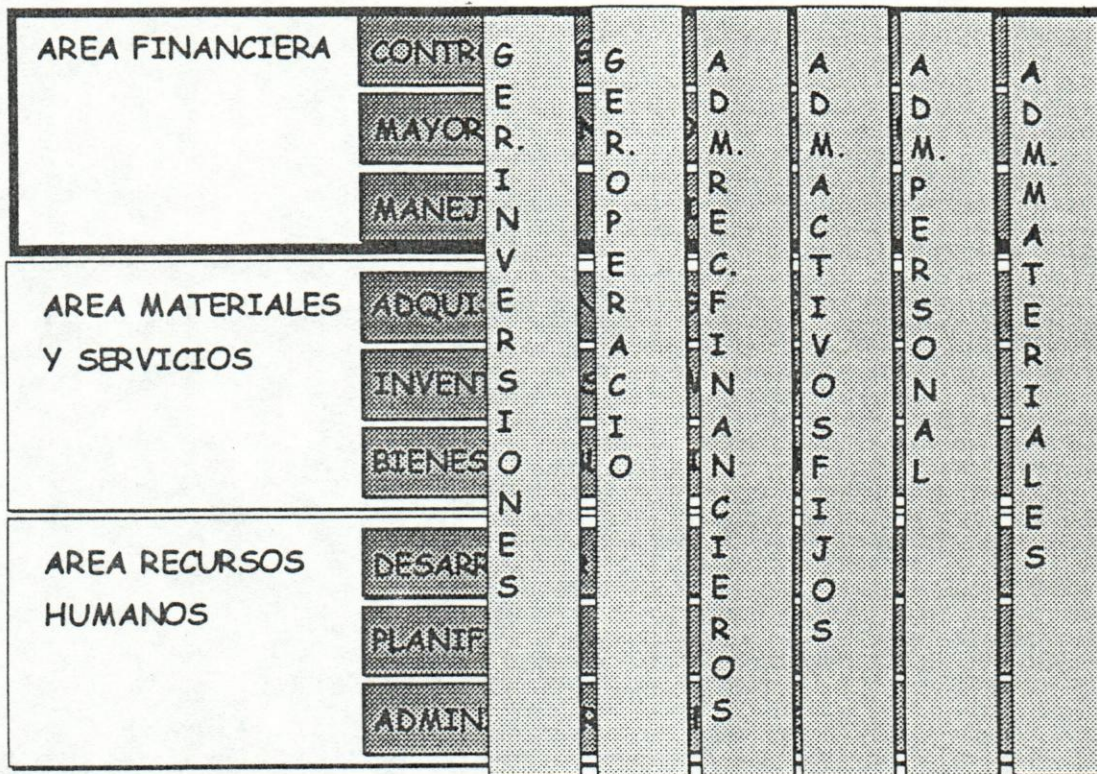 AREA FINANCIERA
AREA MATERIALES
Y SERVICIOS
AREA RECURSOS
HUMANOS
CONTR
MAYOR
MANEJ
ADQUI
INVENT
BIENES
DESARR
PLANIF
ADMIN
GER. INVERSIONES
GER. OPERACIO
ADM. REC. FINANCIEROS
ADM. ACTIVOS FIJOS
ADM. PERSONAL
ADM. MATERIALES